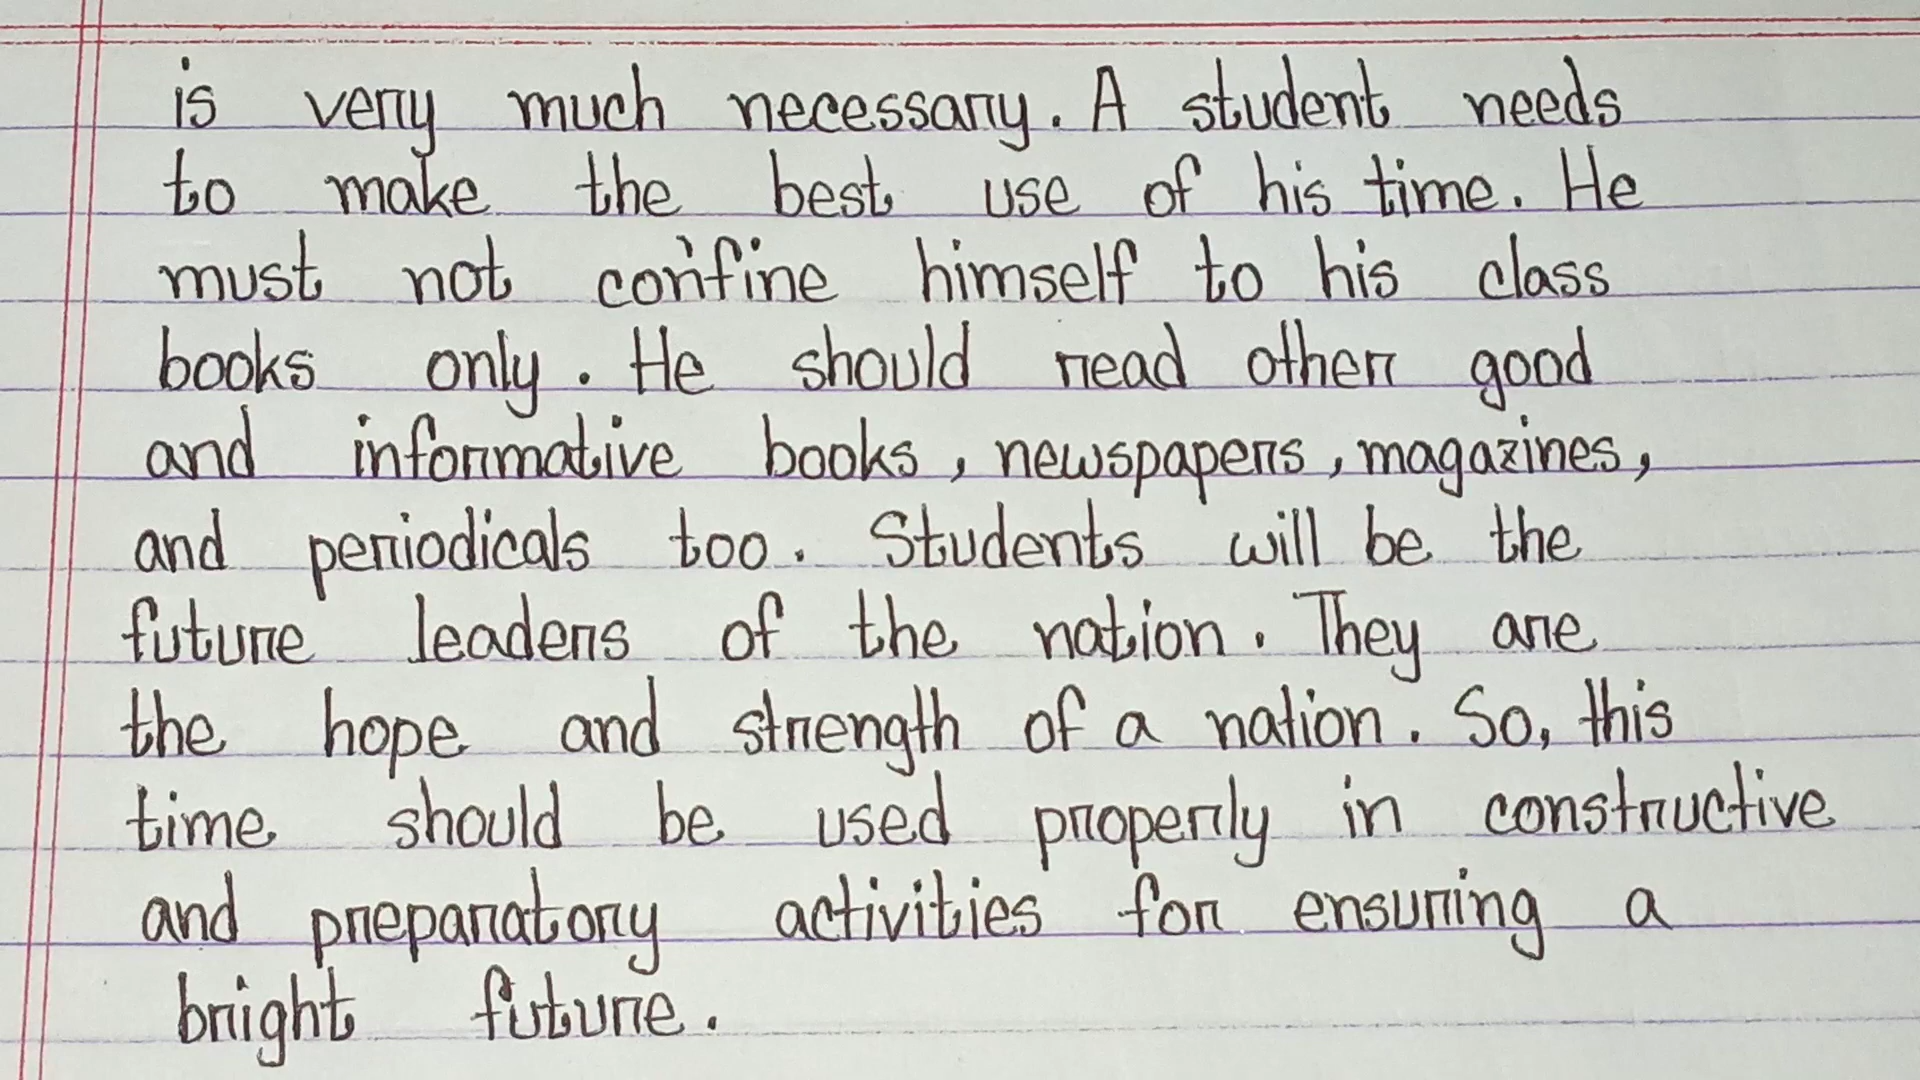 is very much necessary. A student needs
to make the best use of his time. He
must not confine himself to his class
books only. He should read other good
and informative books, newspapers, magazines,
and periodicals too. Students will be the
future leaders of the nation. They are
the hope and strength of a nation. So, this
time should be used properly in constructive
and preparatory activities for ensuring a
bright future.